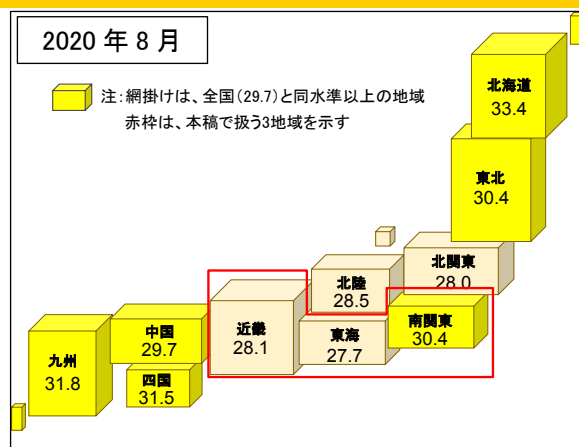 2020 年 8 月
注：網掛けは、全国（29.7）と同水準以上の地域
赤枠は、本稿で扱う3地域を示す
北海道
33.4
東北
30.4
北関東
28.0
北陸
28.5
南関東
30.4
東海
27.7
近畿
28.1
中国
29.7
四国
31.5
九州
31.8